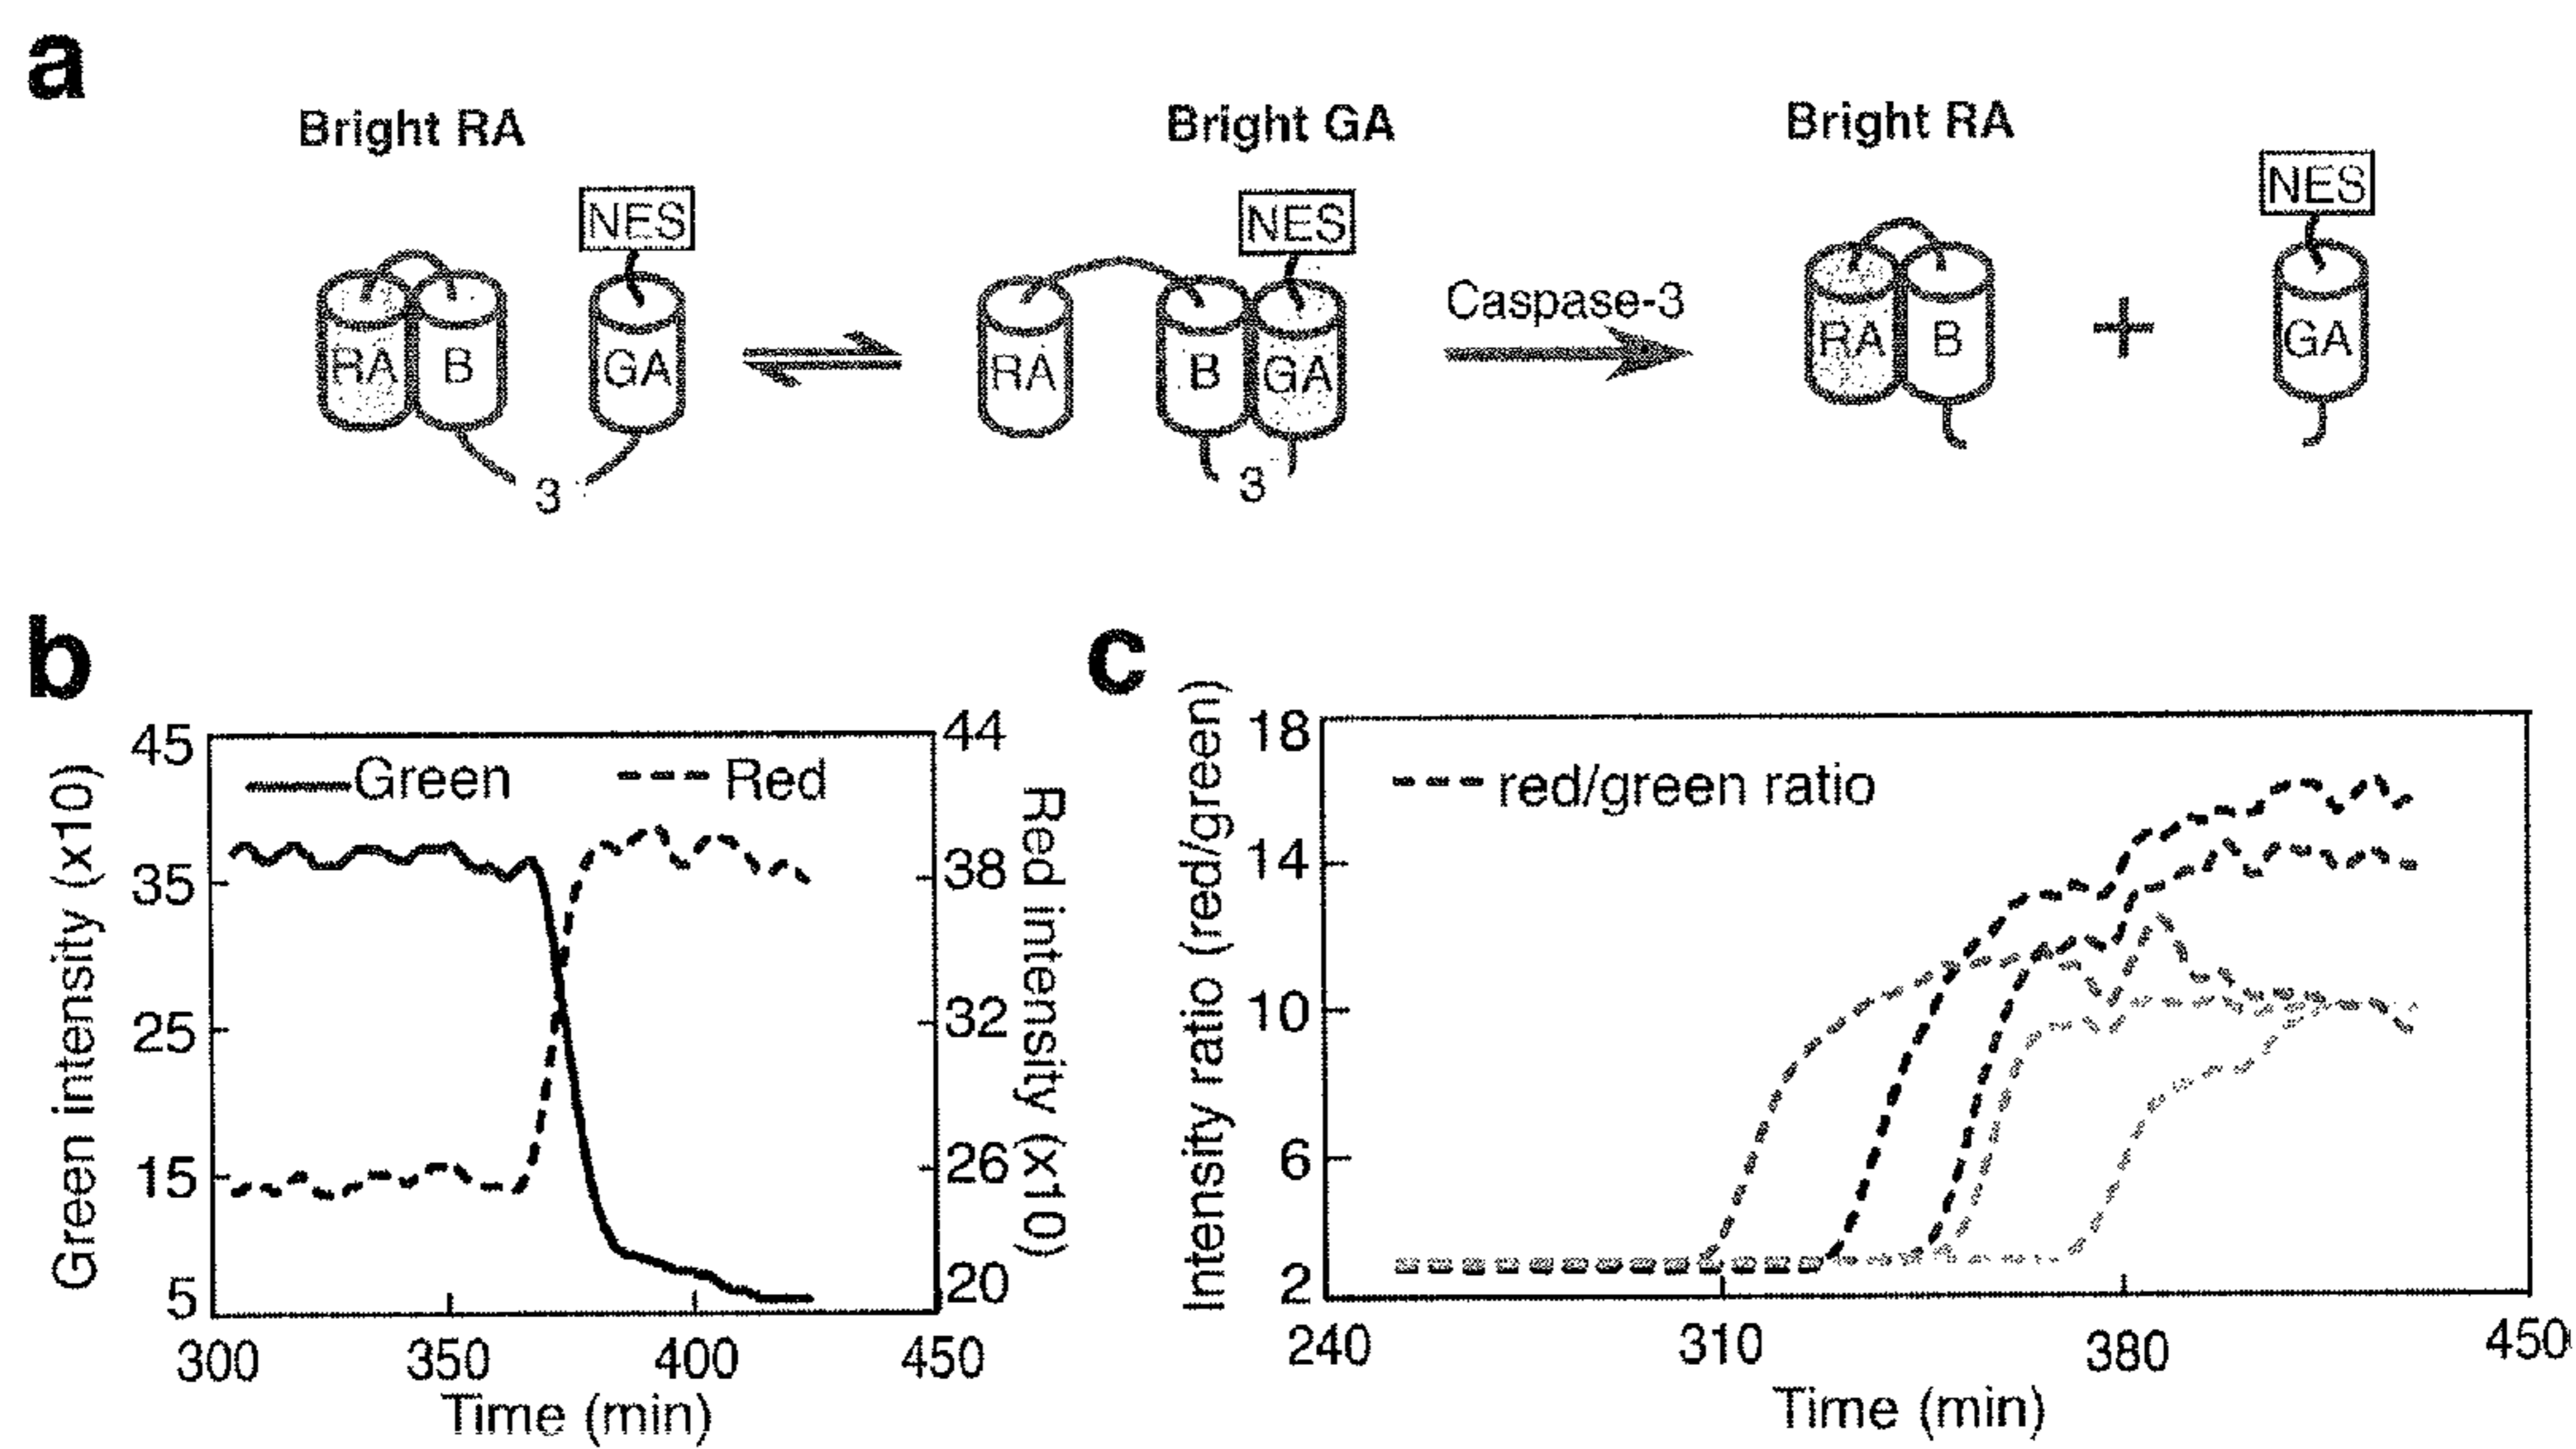 a
Bright RA
Bright GA
Bright RA
NES
NES
NES
RA B GA
RA B GA
Caspase-3
RA B + GA
3
3
b
Green intensity (x10)
45
35
25
15
5
Green
Red
44
38
32
26
20
Red intensity (x10)
300 350 400 450
Time (min)
c
Intensity ratio (red/green)
18
14
10
6
2
red/green ratio
240 310 380 450
Time (min)